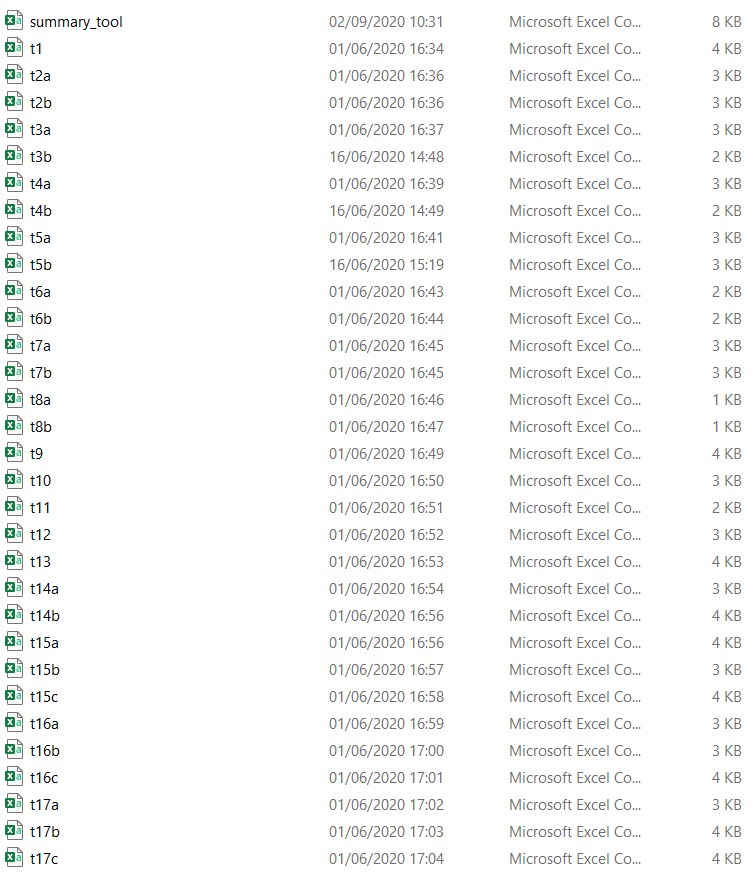 summary_tool 02/09/2020 10:31 Microsoft Excel Co... 8 KB
t1 01/06/2020 16:34 Microsoft Excel Co... 4 KB
t2a 01/06/2020 16:36 Microsoft Excel Co... 3 KB
t2b 01/06/2020 16:36 Microsoft Excel Co... 3 KB
t3a 01/06/2020 16:37 Microsoft Excel Co... 3 KB
t3b 16/06/2020 14:48 Microsoft Excel Co... 2 KB
t4a 01/06/2020 16:39 Microsoft Excel Co... 3 KB
t4b 16/06/2020 14:49 Microsoft Excel Co... 2 KB
t5a 01/06/2020 16:41 Microsoft Excel Co... 3 KB
t5b 16/06/2020 15:19 Microsoft Excel Co... 3 KB
t6a 01/06/2020 16:43 Microsoft Excel Co... 2 KB
t6b 01/06/2020 16:44 Microsoft Excel Co... 2 KB
t7a 01/06/2020 16:45 Microsoft Excel Co... 3 KB
t7b 01/06/2020 16:45 Microsoft Excel Co... 3 KB
t8a 01/06/2020 16:46 Microsoft Excel Co... 1 KB
t8b 01/06/2020 16:47 Microsoft Excel Co... 1 KB
t9 01/06/2020 16:49 Microsoft Excel Co... 4 KB
t10 01/06/2020 16:50 Microsoft Excel Co... 3 KB
t11 01/06/2020 16:51 Microsoft Excel Co... 2 KB
t12 01/06/2020 16:52 Microsoft Excel Co... 3 KB
t13 01/06/2020 16:53 Microsoft Excel Co... 4 KB
t14a 01/06/2020 16:54 Microsoft Excel Co... 3 KB
t14b 01/06/2020 16:56 Microsoft Excel Co... 4 KB
t15a 01/06/2020 16:56 Microsoft Excel Co... 4 KB
t15b 01/06/2020 16:57 Microsoft Excel Co... 3 KB
t15c 01/06/2020 16:58 Microsoft Excel Co... 4 KB
t16a 01/06/2020 16:59 Microsoft Excel Co... 3 KB
t16b 01/06/2020 17:00 Microsoft Excel Co... 3 KB
t16c 01/06/2020 17:01 Microsoft Excel Co... 4 KB
t17a 01/06/2020 17:02 Microsoft Excel Co... 3 KB
t17b 01/06/2020 17:03 Microsoft Excel Co... 4 KB
t17c 01/06/2020 17:04 Microsoft Excel Co... 4 KB